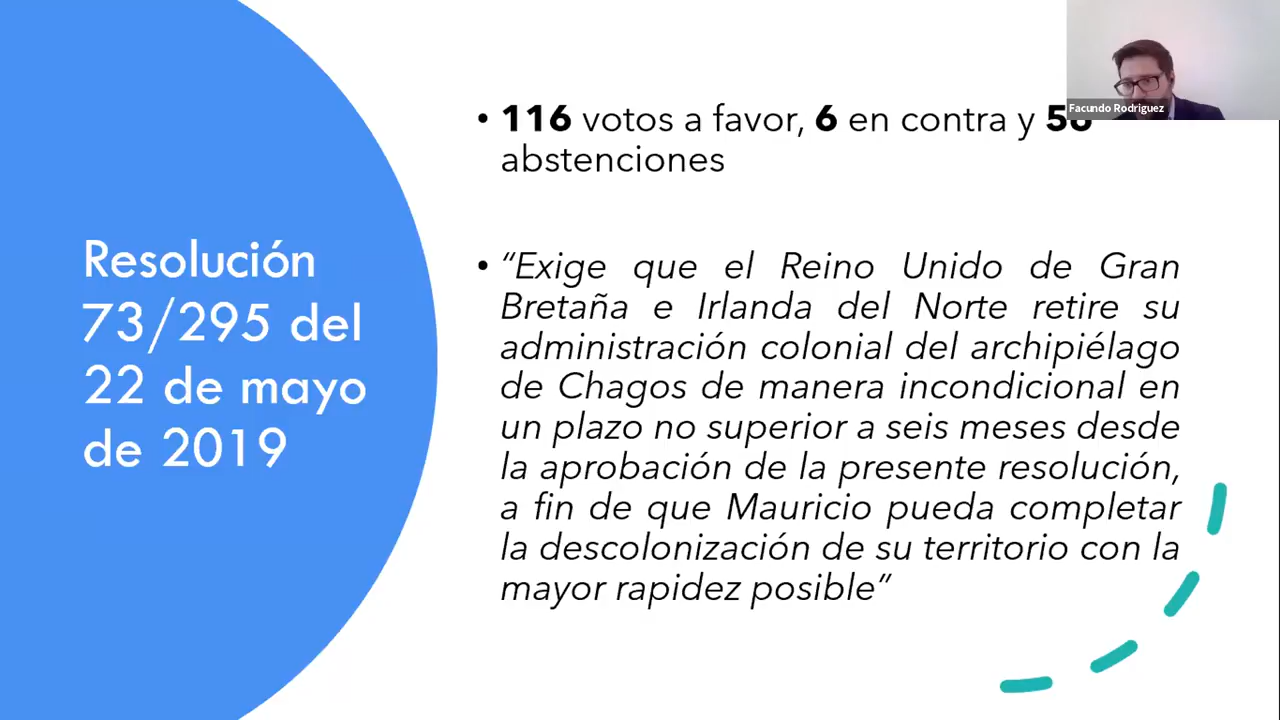 Facundo Rodriguez
• 116 votos a favor, 6 en contra y 56
abstenciones
Resolución
73/295 del
22 de mayo
de 2019
• “Exige que el Reino Unido de Gran
Bretaña e Irlanda del Norte retire su
administración colonial del archipiélago
de Chagos de manera incondicional en
un plazo no superior a seis meses desde
la aprobación de la presente resolución,
a fin de que Mauricio pueda completar
la descolonización de su territorio con la
mayor rapidez posible”